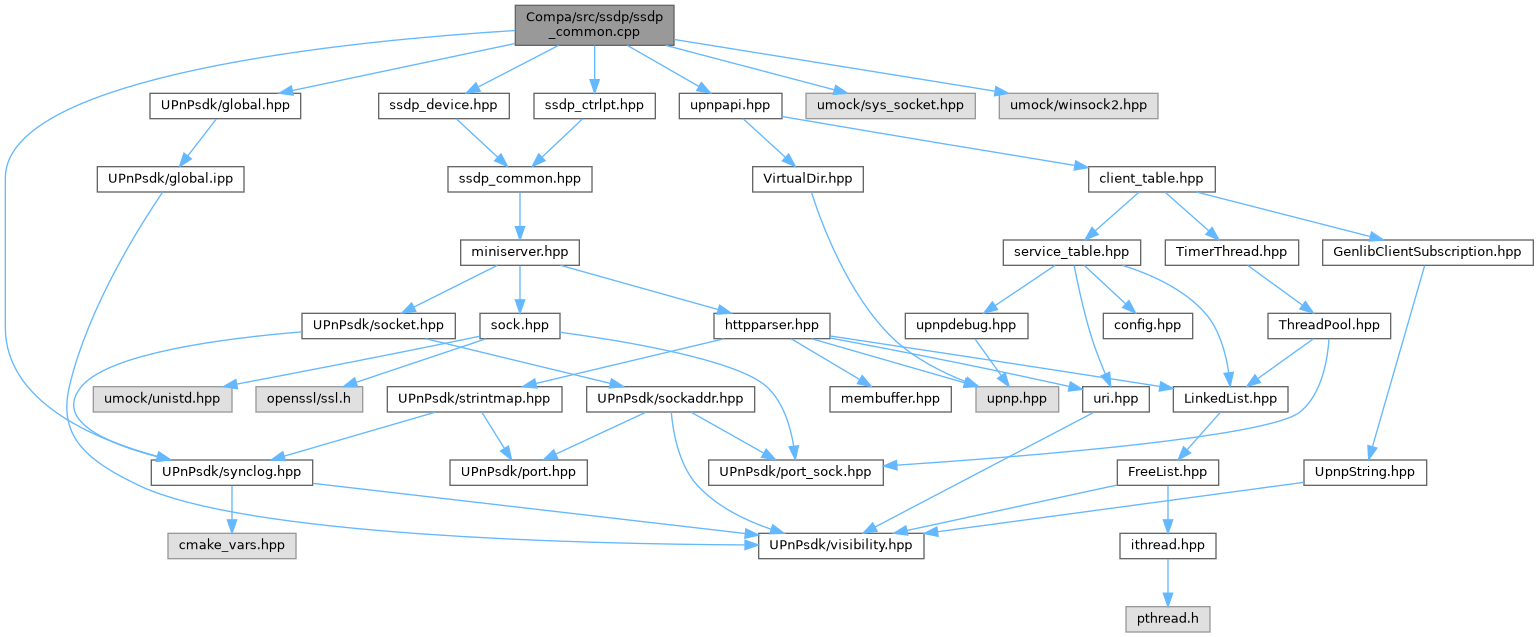 Compa/src/ssdp/ssdp
_common.cpp
UPnPsdk/global.hpp
ssdp_device.hpp
ssdp_ctrlpt.hpp
upnpapi.hpp
umock/sys_socket.hpp
umock/winsock2.hpp
UPnPsdk/global.ipp
ssdp_common.hpp
VirtualDir.hpp
client_table.hpp
miniserver.hpp
service_table.hpp
TimerThread.hpp
GenlibClientSubscription.hpp
UPnPsdk/socket.hpp
sock.hpp
httpparser.hpp
upnpdebug.hpp
config.hpp
ThreadPool.hpp
umock/unistd.hpp
openssl/ssl.h
UPnPsdk/strintmap.hpp
UPnPsdk/sockaddr.hpp
membuffer.hpp
upnp.hpp
uri.hpp
LinkedList.hpp
UPnPsdk/synclog.hpp
UPnPsdk/port.hpp
UPnPsdk/port_sock.hpp
FreeList.hpp
UpnpString.hpp
cmake_vars.hpp
UPnPsdk/visibility.hpp
ithread.hpp
pthread.h